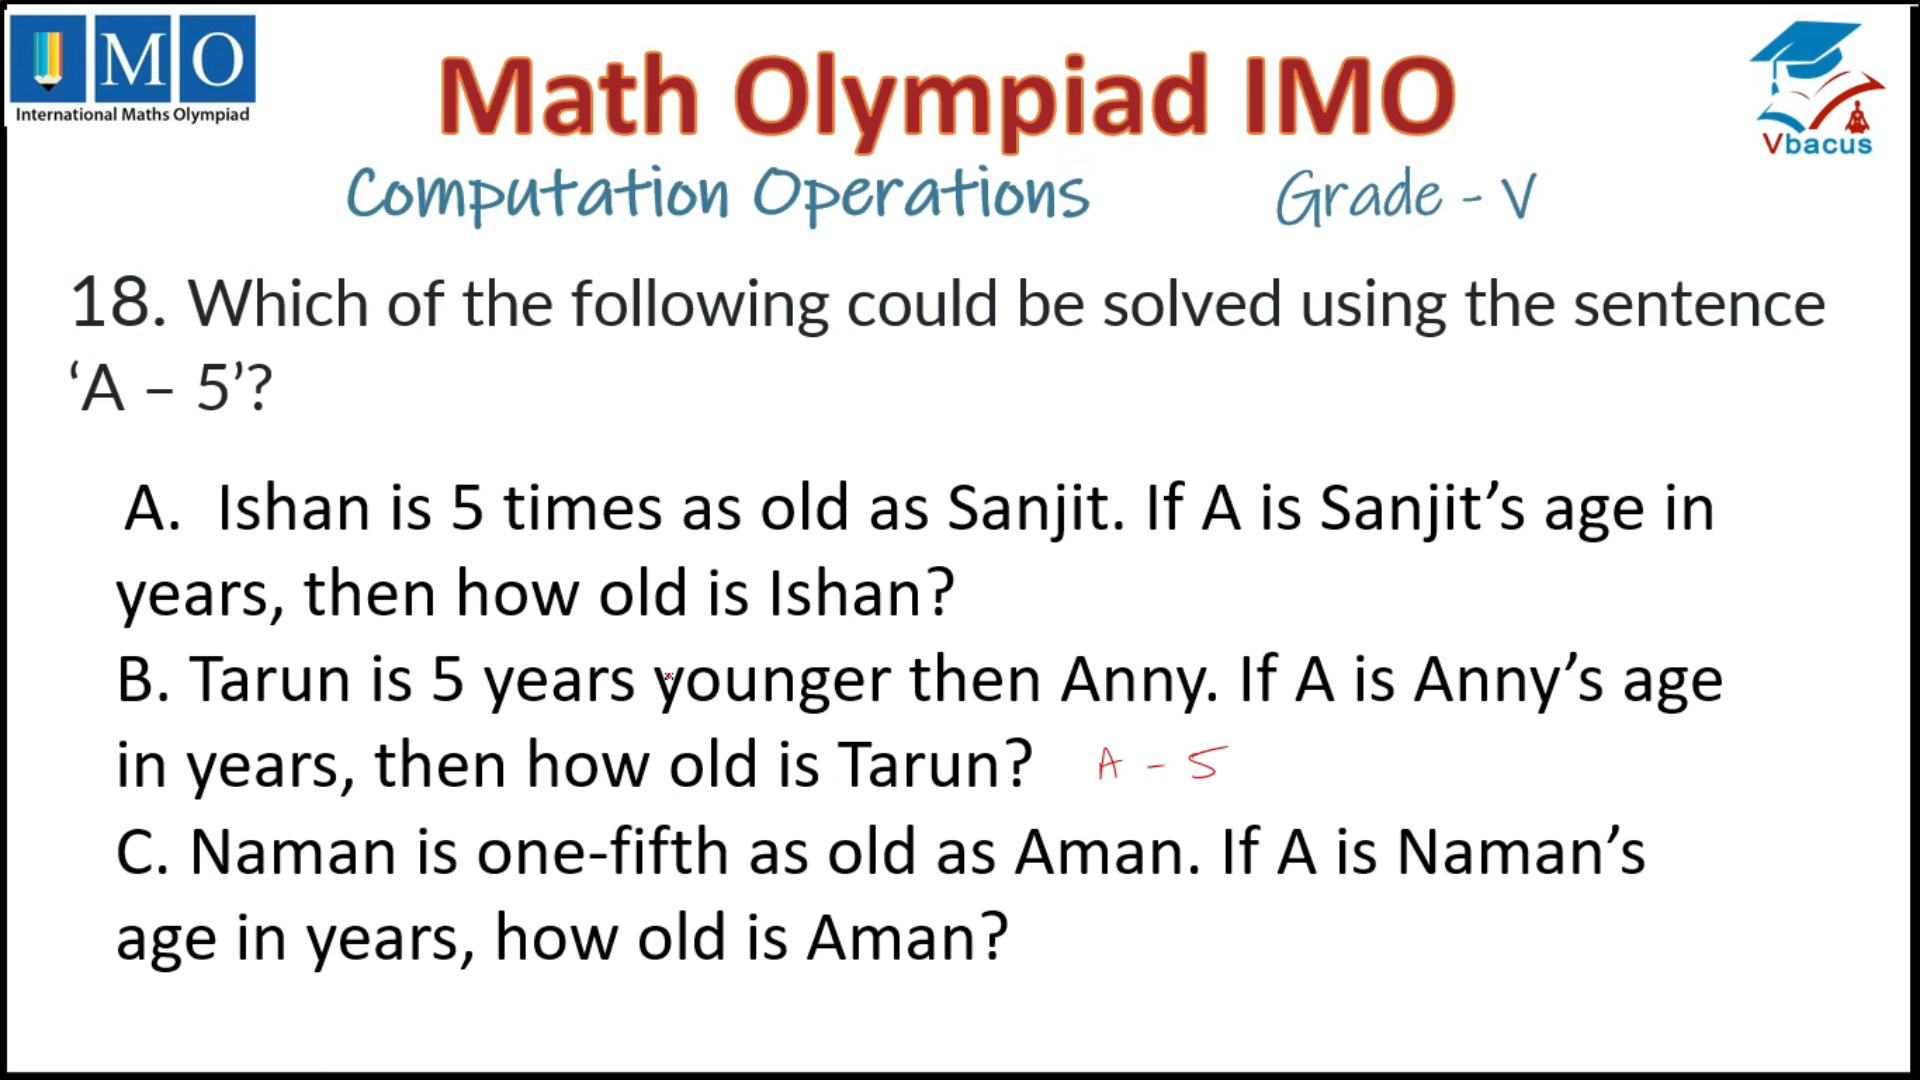 IMO
International Maths Olympiad
Math Olympiad IMO
Vbacus
Computation Operations Grade - V
18. Which of the following could be solved using the sentence
‘A – 5’?
A. Ishan is 5 times as old as Sanjit. If A is Sanjit’s age in
years, then how old is Ishan?
B. Tarun is 5 years younger then Anny. If A is Anny’s age
in years, then how old is Tarun? A - 5
C. Naman is one-fifth as old as Aman. If A is Naman’s
age in years, how old is Aman?